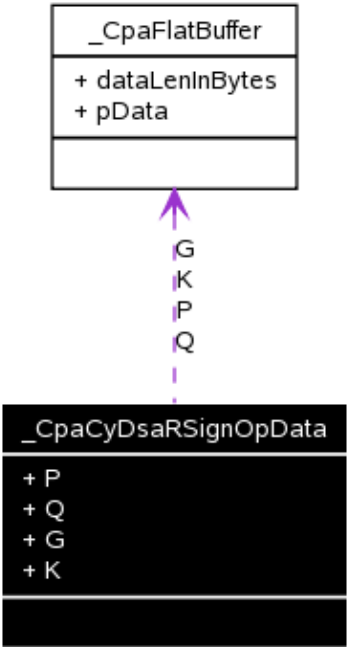 _CpaFlatBuffer
+ dataLenInBytes
+ pData
G
K
P
Q
_CpaCyDsaRSignOpData
+ P
+ Q
+ G
+ K